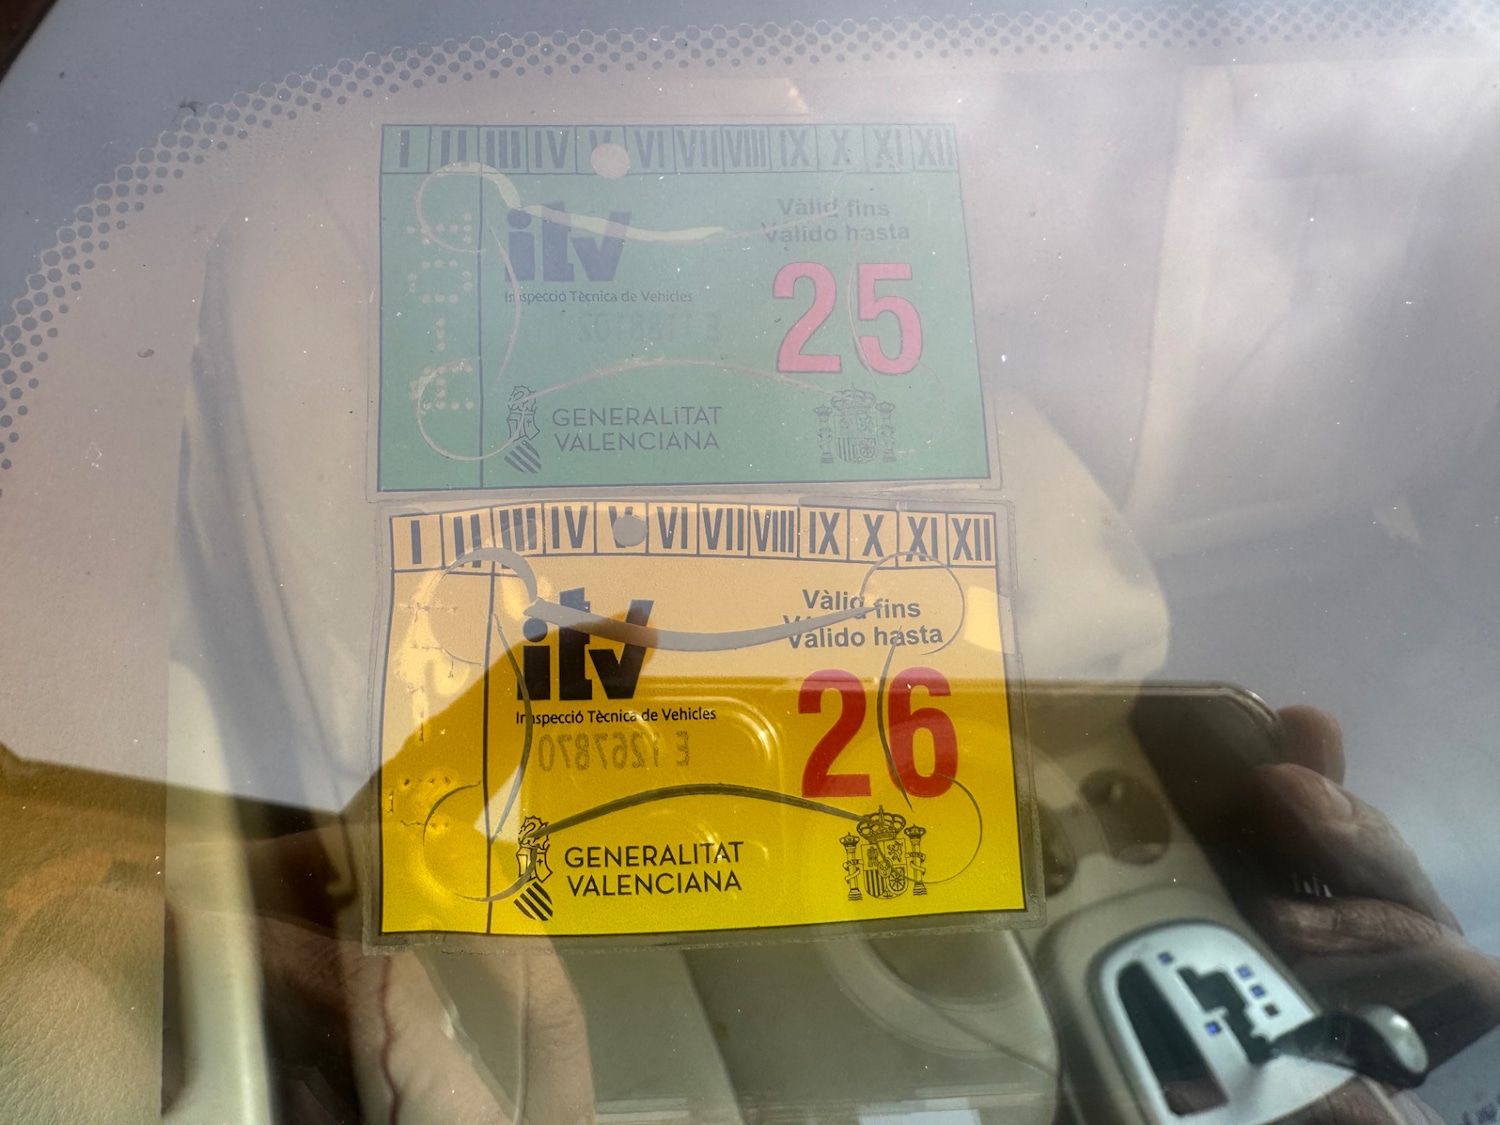 I II III IV V VI VII VIII IX X XI XII
itv
Inspecció Tècnica de Vehicles
Vàlid fins
Válido hasta
25
E 1188102
GENERALITAT
VALENCIANA
I II III IV V VI VII VIII IX X XI XII
itv
Inspecció Tècnica de Vehicles
Vàlid fins
Válido hasta
26
E 1267870
GENERALITAT
VALENCIANA